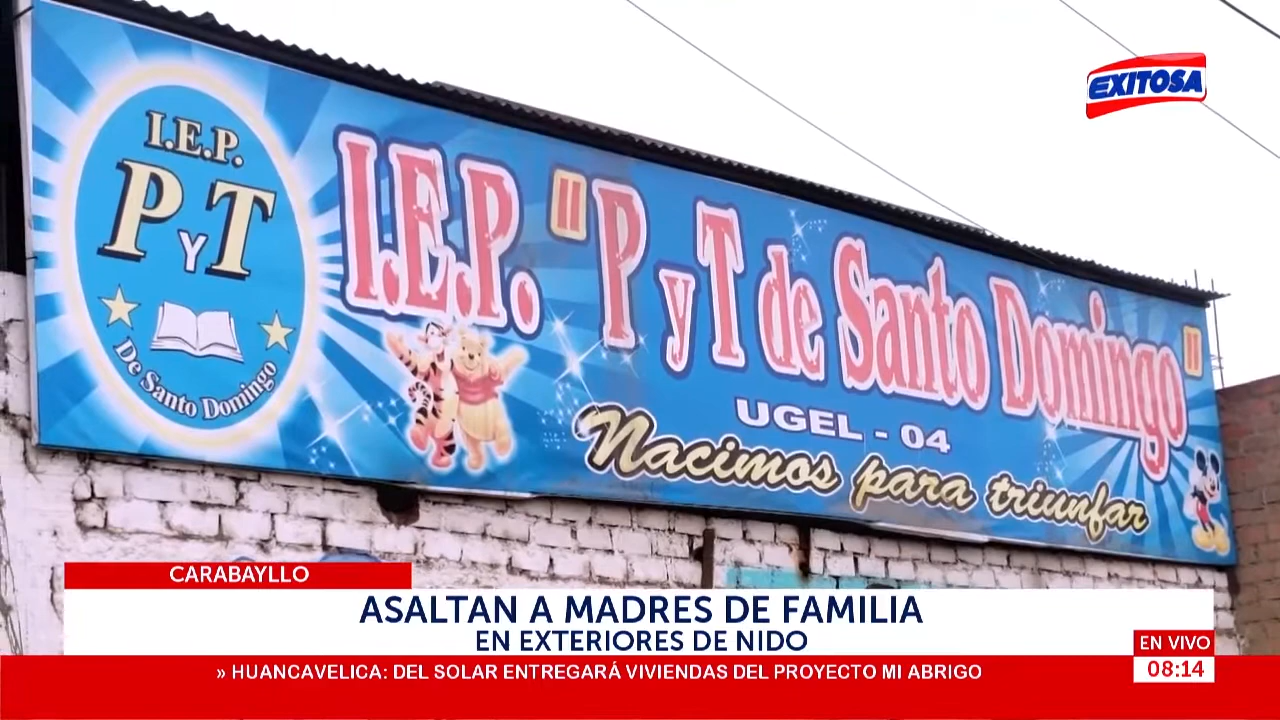 EXITOSA
I.E.P.
P Y T
De Santo Domingo
I.E.P. "P y T de Santo Domingo"
UGEL - 04
Nacimos para triunfar
CARABAYLLO
ASALTAN A MADRES DE FAMILIA
EN EXTERIORES DE NIDO
EN VIVO
08:14
» HUANCAVELICA: DEL SOLAR ENTREGARÁ VIVIENDAS DEL PROYECTO MI ABRIGO